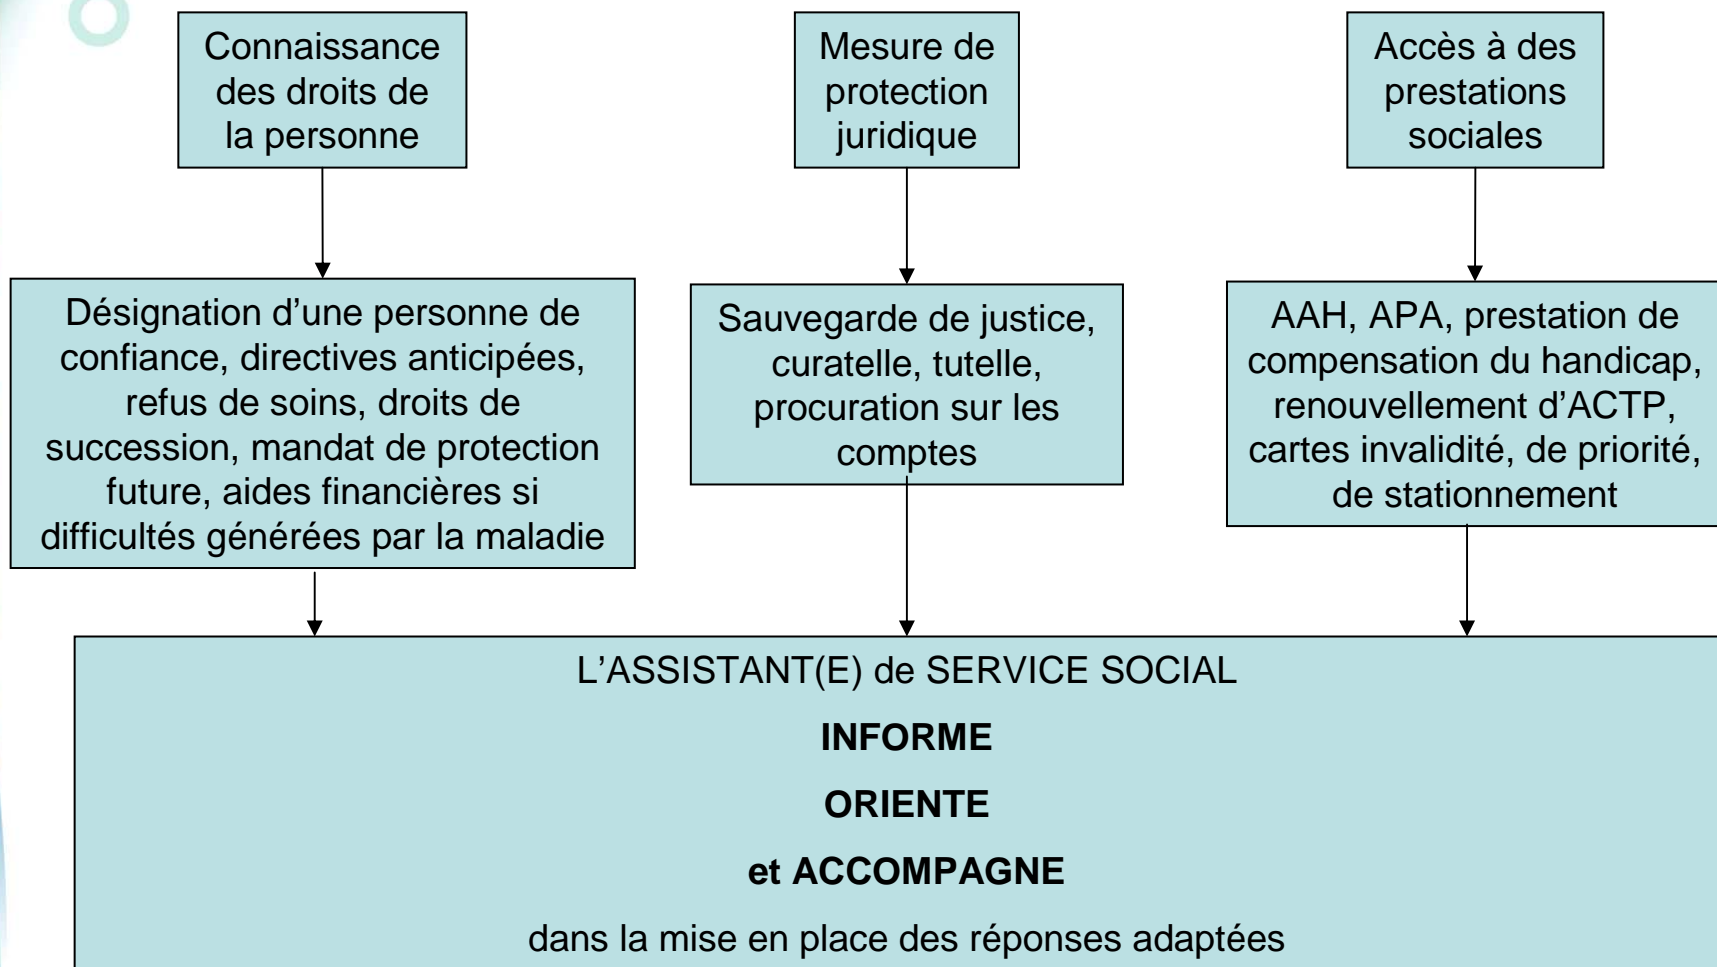 Connaissance
des droits de
la personne
Mesure de
protection
juridique
Accès à des
prestations
sociales
Désignation d’une personne de
confiance, directives anticipées,
refus de soins, droits de
succession, mandat de protection
future, aides financières si
difficultés générées par la maladie
Sauvegarde de justice,
curatelle, tutelle,
procuration sur les
comptes
AAH, APA, prestation de
compensation du handicap,
renouvellement d’ACTP,
cartes invalidité, de priorité,
de stationnement
L’ASSISTANT(E) de SERVICE SOCIAL
INFORME
ORIENTE
et ACCOMPAGNE
dans la mise en place des réponses adaptées